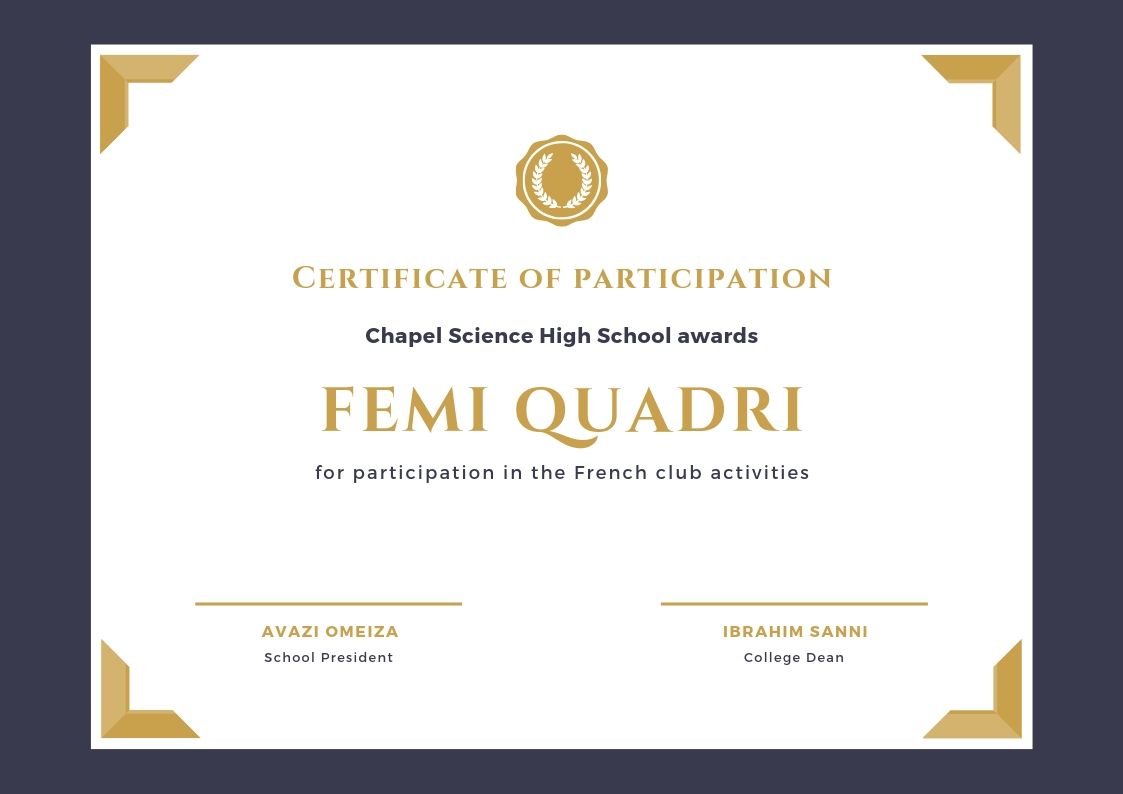 Certificate of participation
Chapel Science High School awards
FEMI QUADRI
for participation in the French club activities
AVAZI OMEIZA
School President
IBRAHIM SANNI
College Dean